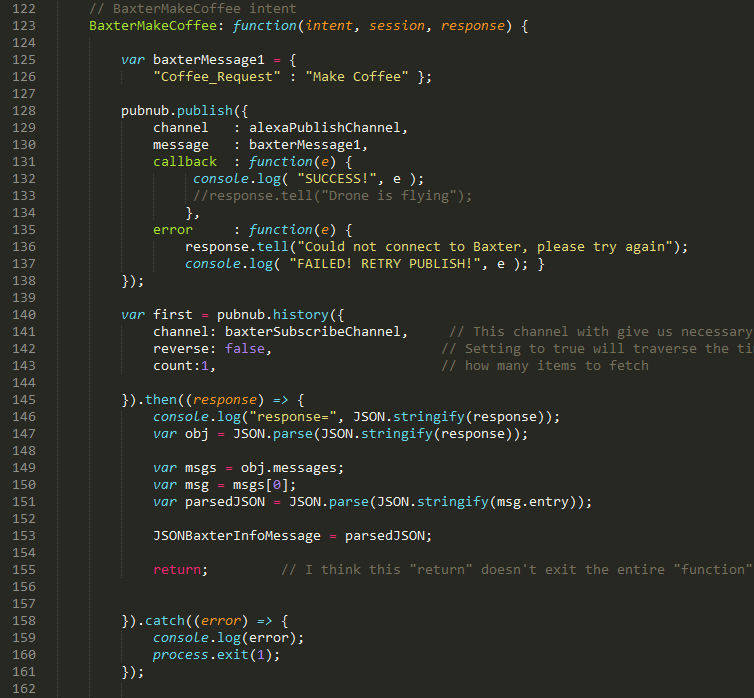 122 // BaxterMakeCoffee intent
123 BaxterMakeCoffee: function(intent, session, response) {
124
125 var baxterMessage1 = {
126 "Coffee_Request" : "Make Coffee" };
127
128 pubnub.publish({
129 channel : alexaPublishChannel,
130 message : baxterMessage1,
131 callback : function(e) {
132 console.log( "SUCCESS!", e );
133 //response.tell("Drone is flying");
134 },
135 error : function(e) {
136 response.tell("Could not connect to Baxter, please try again");
137 console.log( "FAILED! RETRY PUBLISH!", e ); }
138 });
139
140 var first = pubnub.history({
141 channel: baxterSubscribeChannel, // This channel with give us necessary
142 reverse: false, // Setting to true will traverse the
143 count:1, // how many items to fetch
144
145 }).then((response) => {
146 console.log("response=", JSON.stringify(response));
147 var obj = JSON.parse(JSON.stringify(response));
148
149 var msgs = obj.messages;
150 var msg = msgs[0];
151 var parsedJSON = JSON.parse(JSON.stringify(msg.entry));
152
153 JSONBaxterInfoMessage = parsedJSON;
154
155 return; // I think this "return" doesn't exit the entire "function"
156
157
158 }).catch((error) => {
159 console.log(error);
160 process.exit(1);
161 });
162